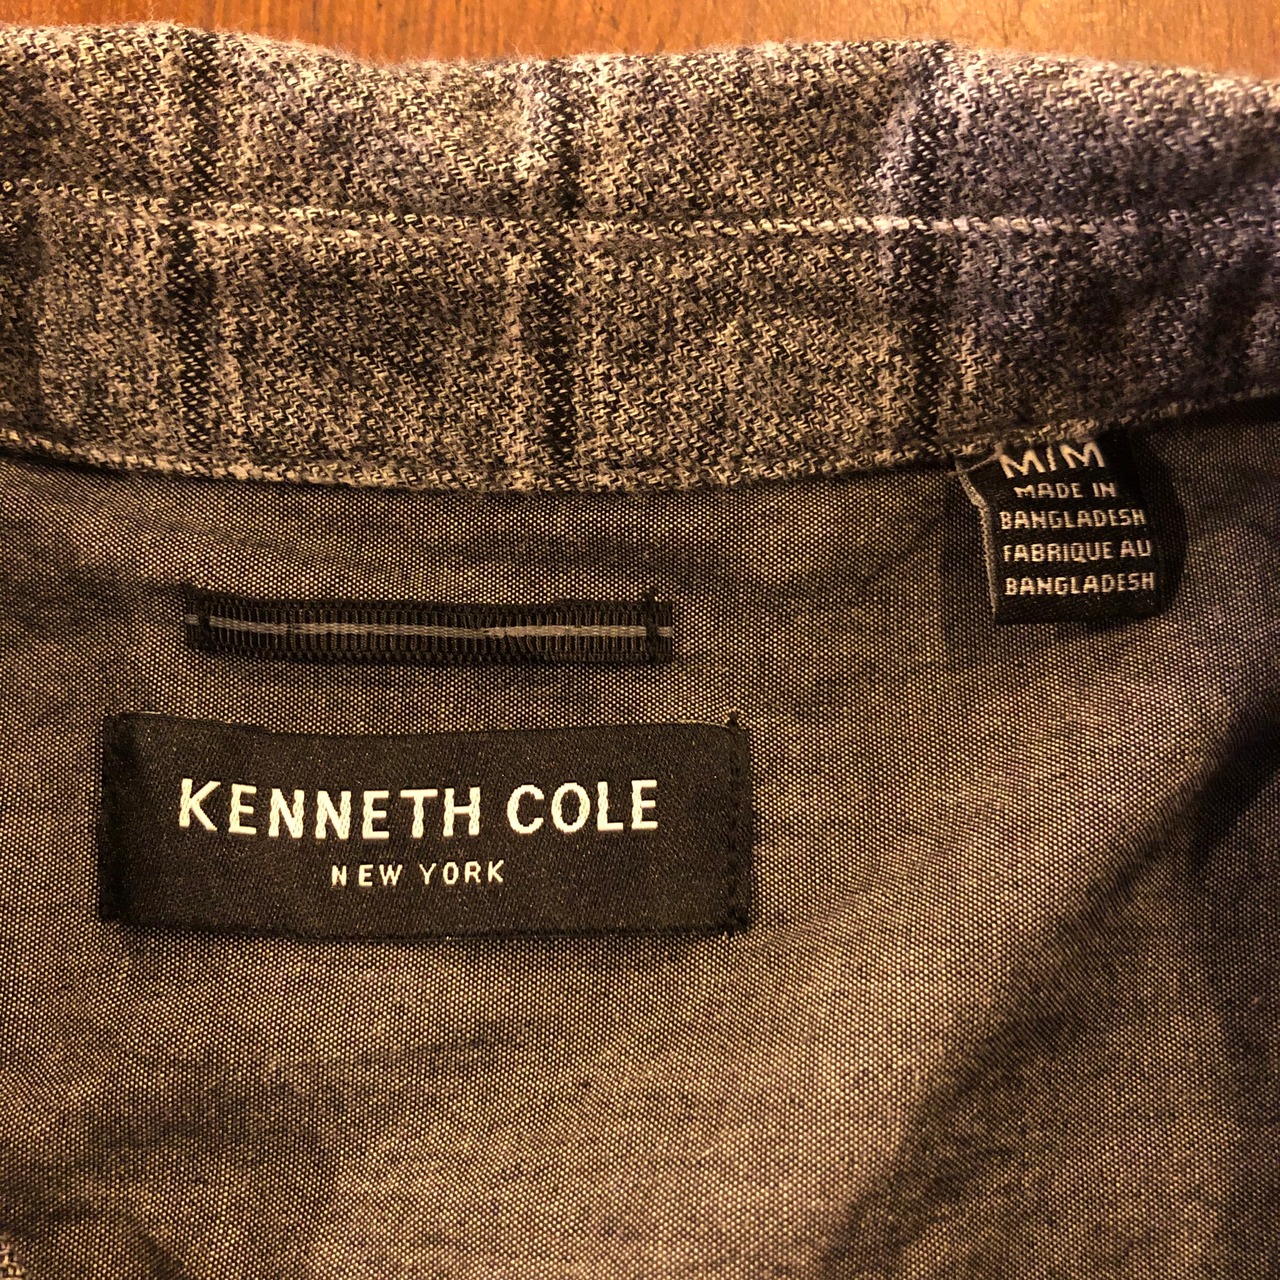 M/M
MADE IN
BANGLADESH
FABRIQUE AU
BANGLADESH
KENNETH COLE
NEW YORK